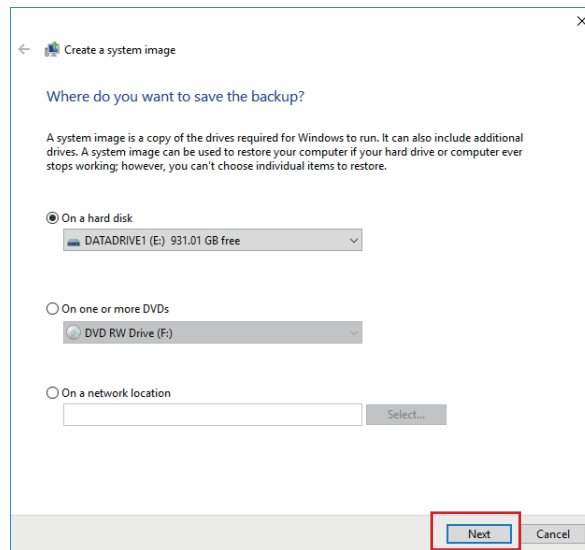 Create a system image
Where do you want to save the backup?
A system image is a copy of the drives required for Windows to run. It can also include additional
drives. A system image can be used to restore your computer if your hard drive or computer ever
stops working; however, you can't choose individual items to restore.
On a hard disk
DATADRIVE1 (E:) 931.01 GB free
On one or more DVDs
DVD RW Drive (F:)
On a network location
Select...
Next
Cancel